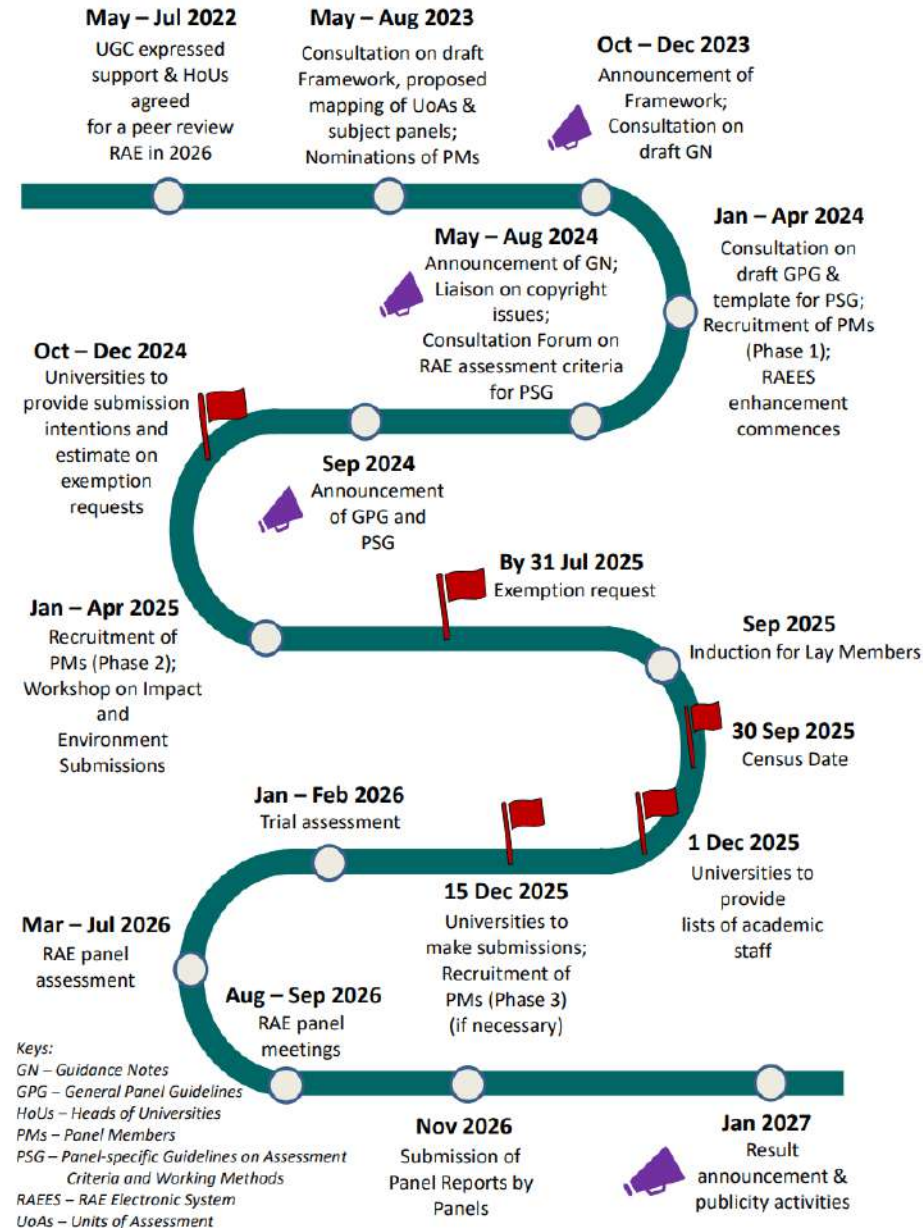 May – Jul 2022
UGC expressed
support & HoUs
agreed
for a peer review
RAE in 2026
May – Aug 2023
Consultation on draft
Framework, proposed
mapping of UoAs &
subject panels;
Nominations of PMs
Oct – Dec 2023
Announcement of
Framework;
Consultation on
draft GN
Jan – Apr 2024
Consultation on
draft GPG &
template for PSG;
Recruitment of PMs
(Phase 1);
RAEES
enhancement
commences
May – Aug 2024
Announcement of GN;
Liaison on copyright
issues;
Consultation Forum on
RAE assessment criteria
for PSG
Sep 2024
Announcement
of GPG and
PSG
Oct – Dec 2024
Universities to
provide submission
intentions and
estimate on
exemption
requests
Jan – Apr 2025
Recruitment of
PMs (Phase 2);
Workshop on Impact
and
Environment
Submissions
By 31 Jul 2025
Exemption request
Sep 2025
Induction for Lay Members
30 Sep 2025
Census Date
1 Dec 2025
Universities to
provide
lists of academic
staff
15 Dec 2025
Universities to
make submissions;
Recruitment of
PMs (Phase 3)
(if necessary)
Jan – Feb 2026
Trial assessment
Mar – Jul 2026
RAE panel
assessment
Aug – Sep 2026
RAE panel
meetings
Nov 2026
Submission of
Panel Reports by
Panels
Jan 2027
Result
announcement &
publicity activities
Keys:
GN – Guidance Notes
GPG – General Panel Guidelines
HoUs – Heads of Universities
PMs – Panel Members
PSG – Panel-specific Guidelines on Assessment
Criteria and Working Methods
RAEES – RAE Electronic System
UoAs – Units of Assessment